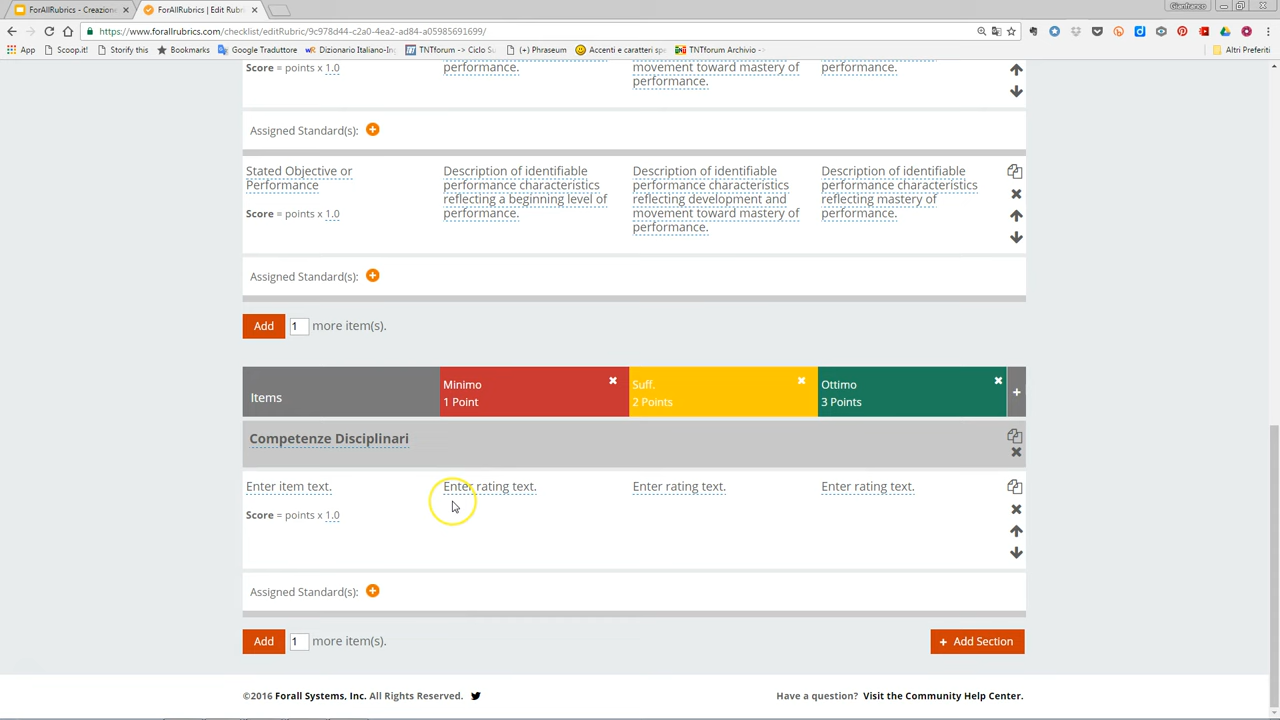 ForAllRubrics - Creazione
ForAllRubrics | Edit Rubri
Gianfranco
https://www.forallrubrics.com/checklist/editRubric/9c978d44-c2a0-4ea2-ad84-a05985691699/
App
Scoop.it!
Storify this
Bookmarks
Google Traduttore
Dizionario Italiano-In
TNTforum -> Ciclo Su
(+) Phraseum
Accenti e caratteri spe
TNTforum Archivio -
Altri Preferiti
performance.
movement toward mastery of
performance.
Score = points x 1.0
performance.
Assigned Standard(s):
Stated Objective or
Performance
Score = points x 1.0
Description of identifiable
performance characteristics
reflecting a beginning level of
performance.
Description of identifiable
performance characteristics
reflecting development and
movement toward mastery of
performance.
Description of identifiable
performance characteristics
reflecting mastery of
performance.
Assigned Standard(s):
Add 1 more item(s).
Items
Minimo
1 Point
Suff.
2 Points
Ottimo
3 Points
Competenze Disciplinari
Enter item text.
Enter rating text.
Enter rating text.
Enter rating text.
Score = points x 1.0
Assigned Standard(s):
Add 1 more item(s).
+ Add Section
©2016 Forall Systems, Inc. All Rights Reserved.
Have a question? Visit the Community Help Center.